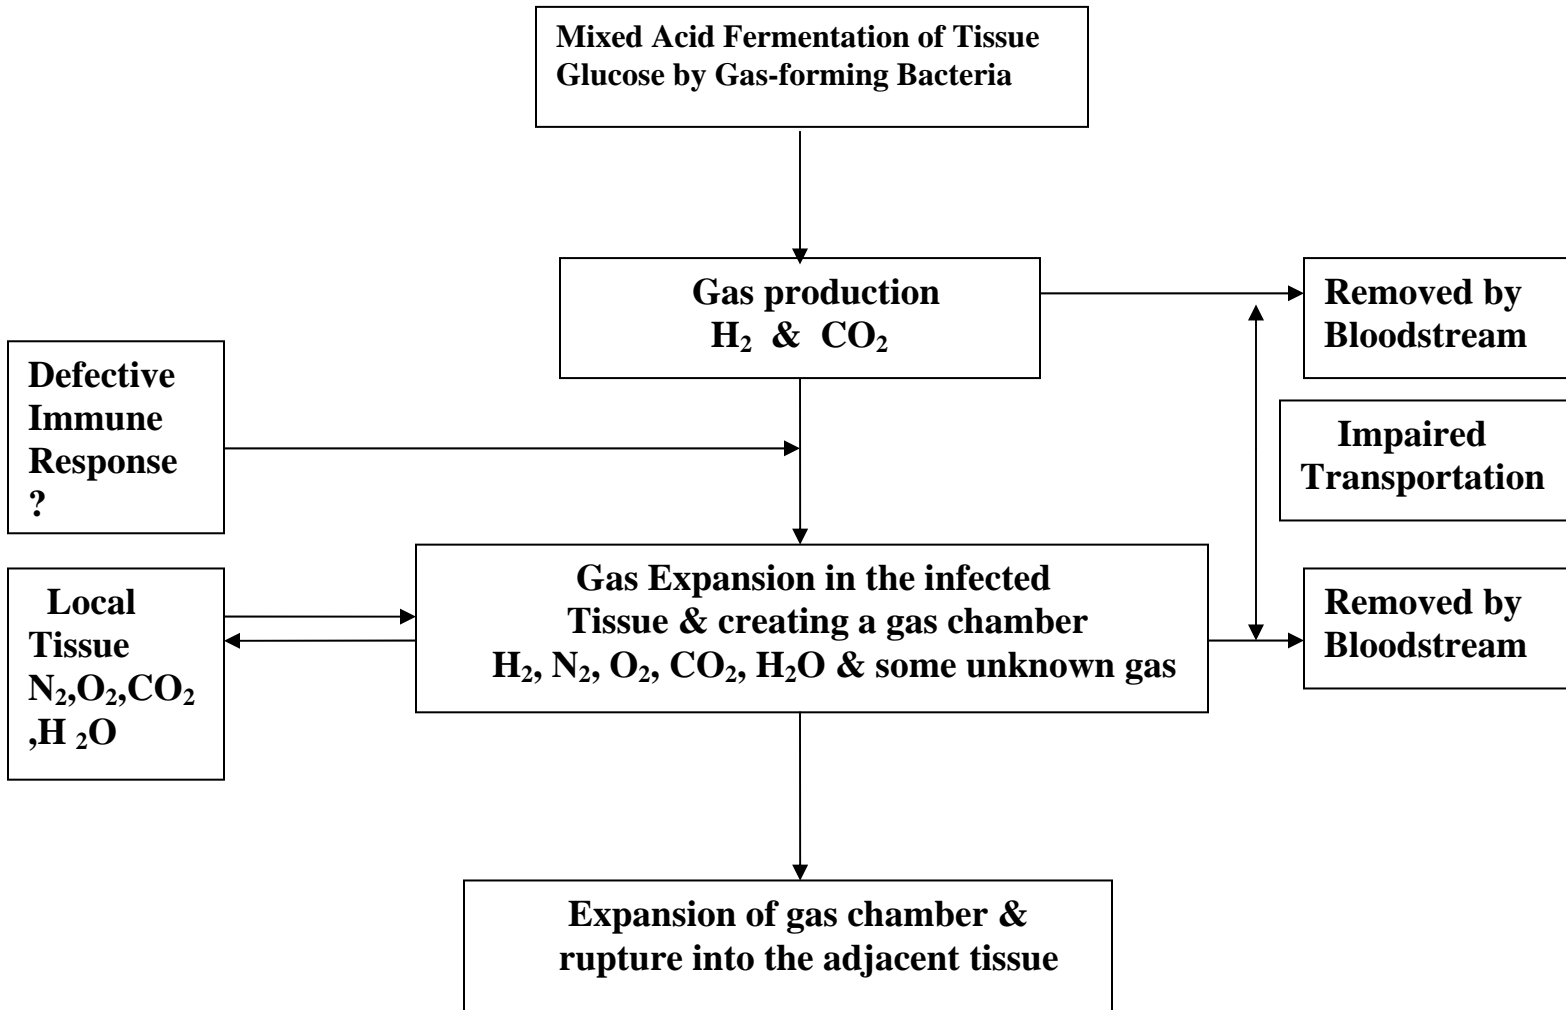 Mixed Acid Fermentation of Tissue
Glucose by Gas-forming Bacteria
Gas production
H₂ & CO₂
Removed by
Bloodstream
Defective
Immune
Response
?
Impaired
Transportation
Gas Expansion in the infected
Tissue & creating a gas chamber
H₂, N₂, O₂, CO₂, H₂O & some unknown gas
Local
Tissue
N₂,O₂,CO₂
,H ₂O
Removed by
Bloodstream
Expansion of gas chamber &
rupture into the adjacent tissue